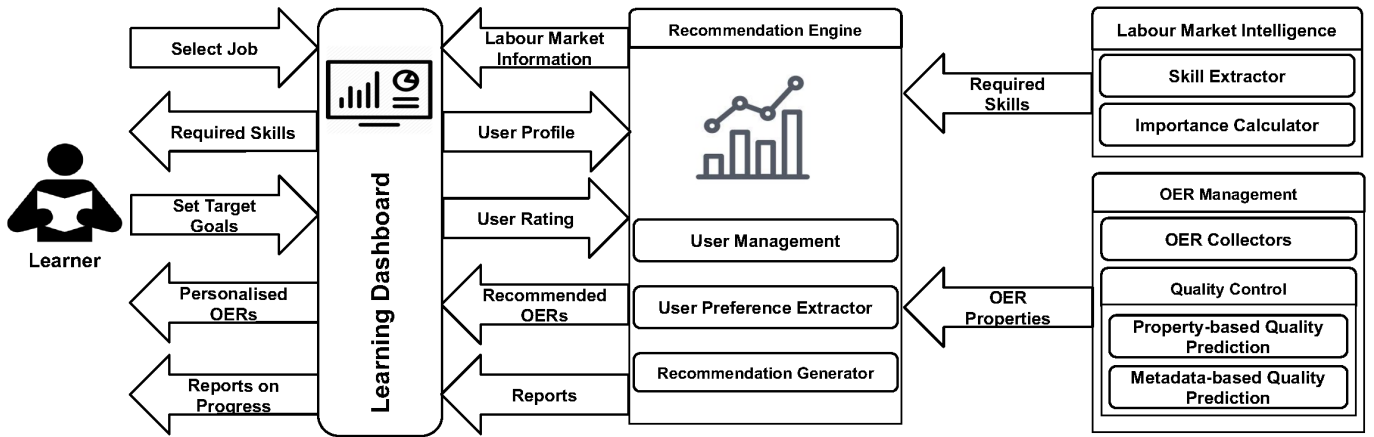 Learner
Select Job
Required Skills
Set Target
Goals
Personalised
OERs
Reports on
Progress
Learning Dashboard
Labour Market
Information
User Profile
User Rating
Recommended
OERs
Reports
Recommendation Engine
User Management
User Preference Extractor
Recommendation Generator
Required
Skills
OER
Properties
Labour Market Intelligence
Skill Extractor
Importance Calculator
OER Management
OER Collectors
Quality Control
Property-based Quality
Prediction
Metadata-based Quality
Prediction